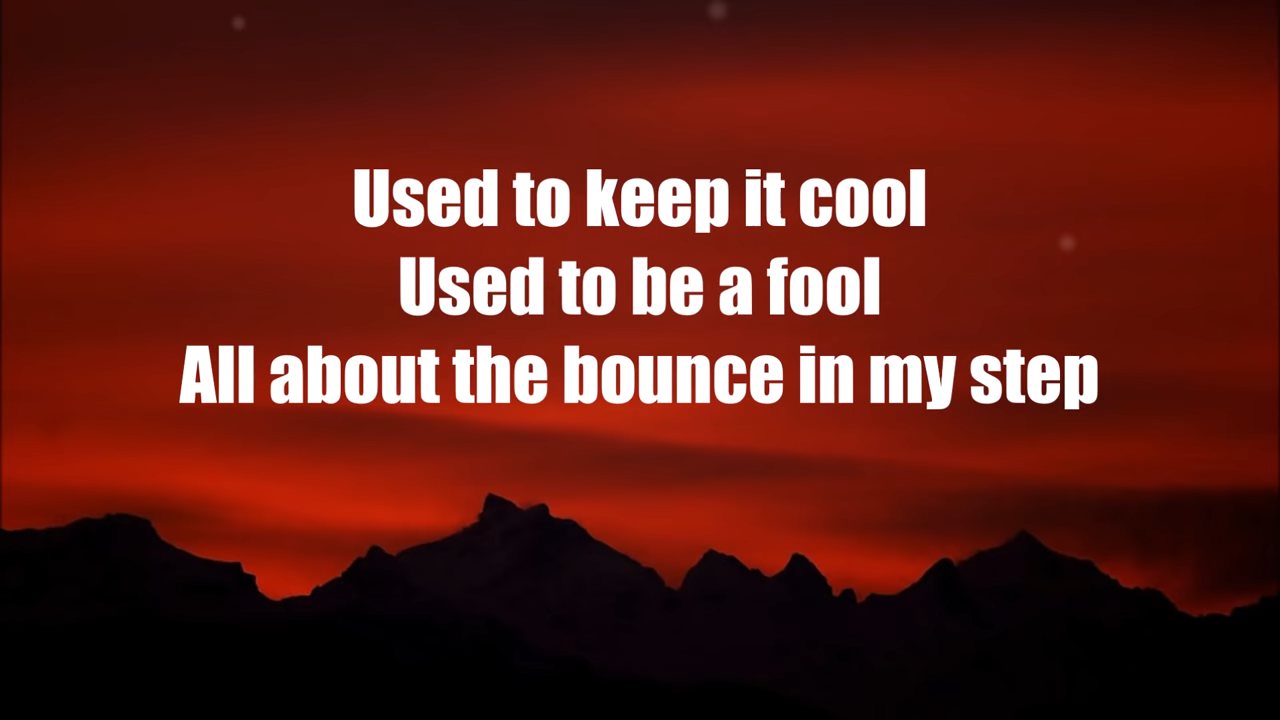 Used to keep it cool
Used to be a fool
All about the bounce in my step